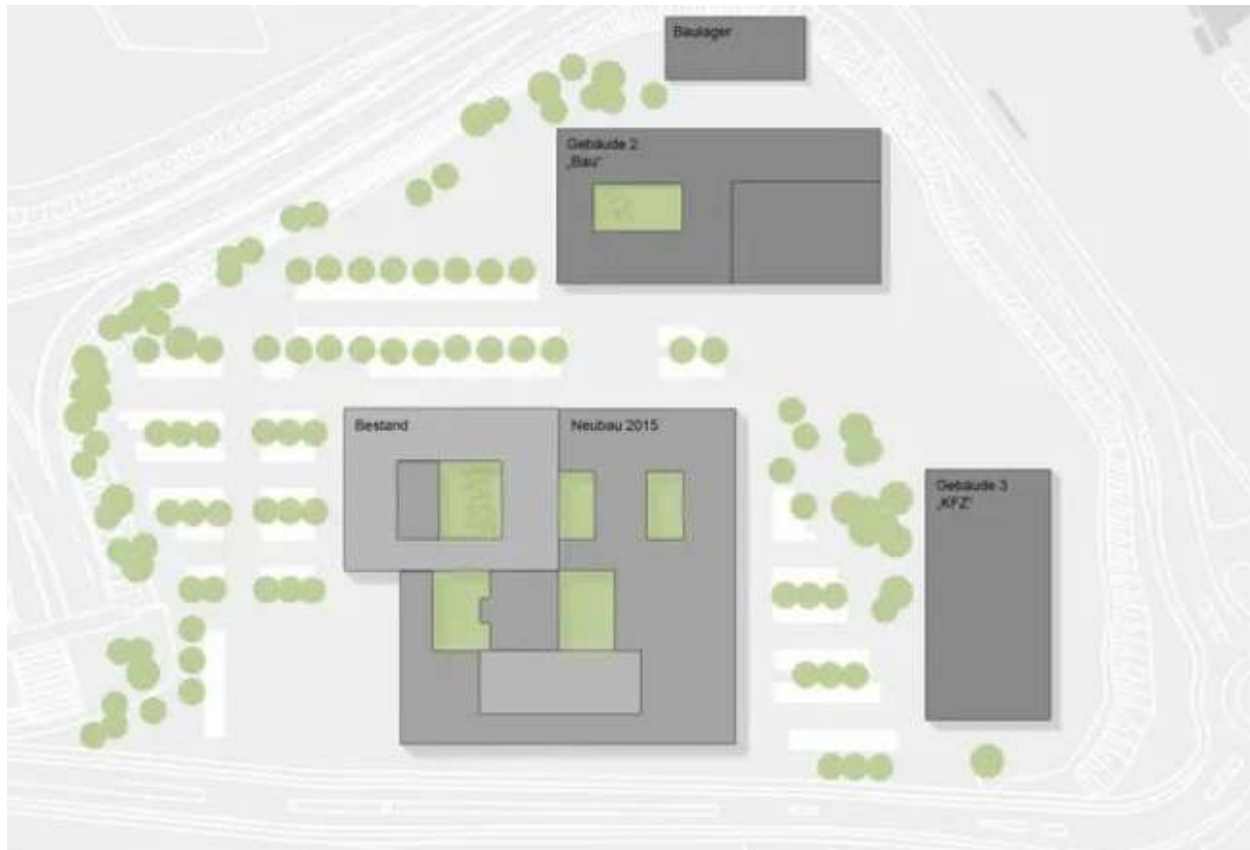 Baulager
Gebäude 2
„Bau“
Bestand
Neubau 2015
Gebäude 3
„KFZ“